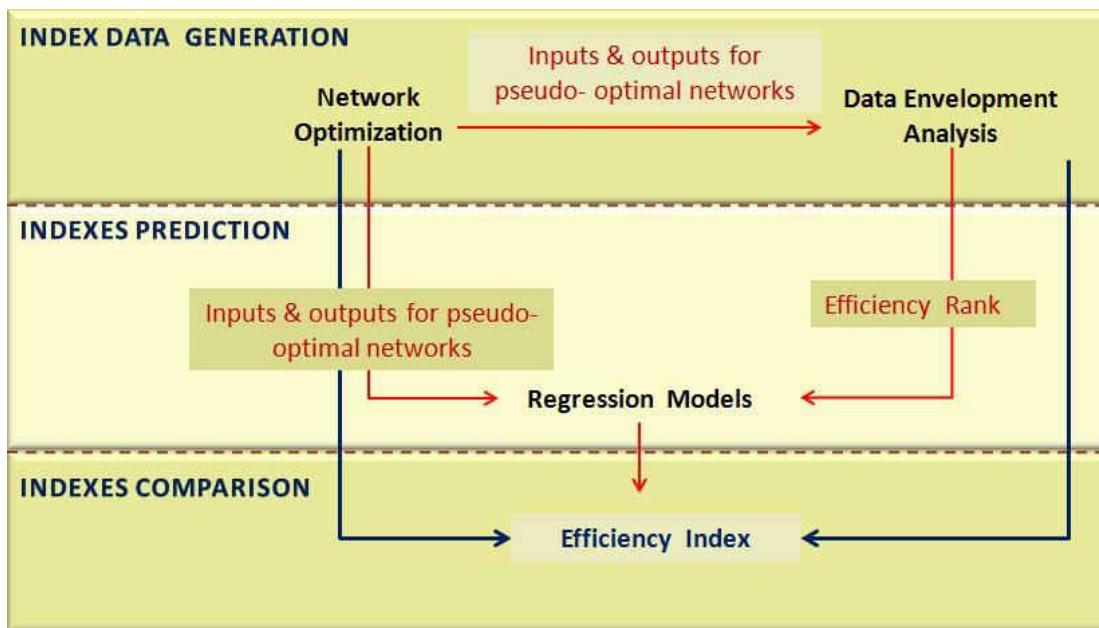 INDEX DATA GENERATION
Inputs & outputs for
pseudo- optimal networks
Network
Optimization
Data Envelopment
Analysis
INDEXES PREDICTION
Inputs & outputs for pseudo-
optimal networks
Efficiency Rank
Regression Models
INDEXES COMPARISON
Efficiency Index